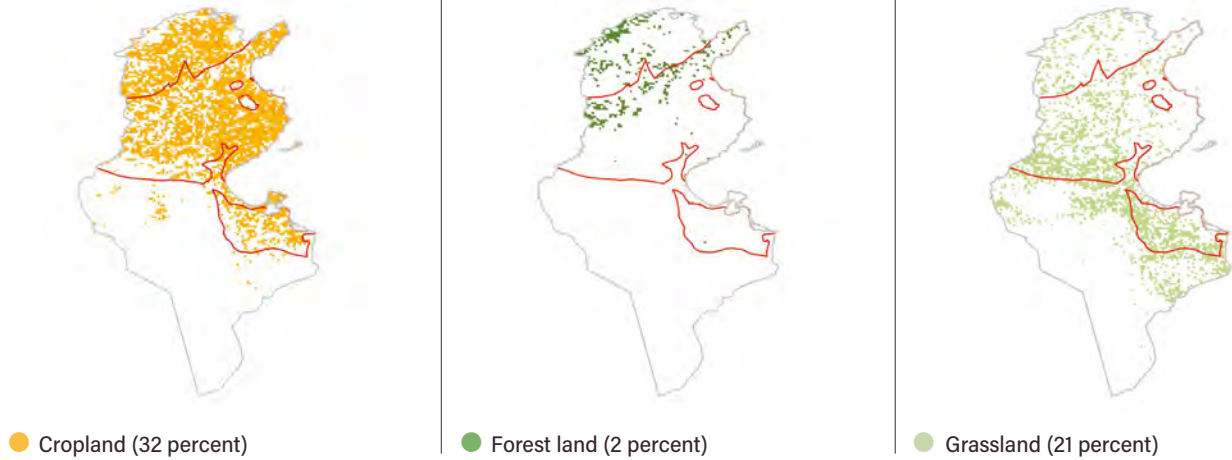 Cropland (32 percent)
Forest land (2 percent)
Grassland (21 percent)